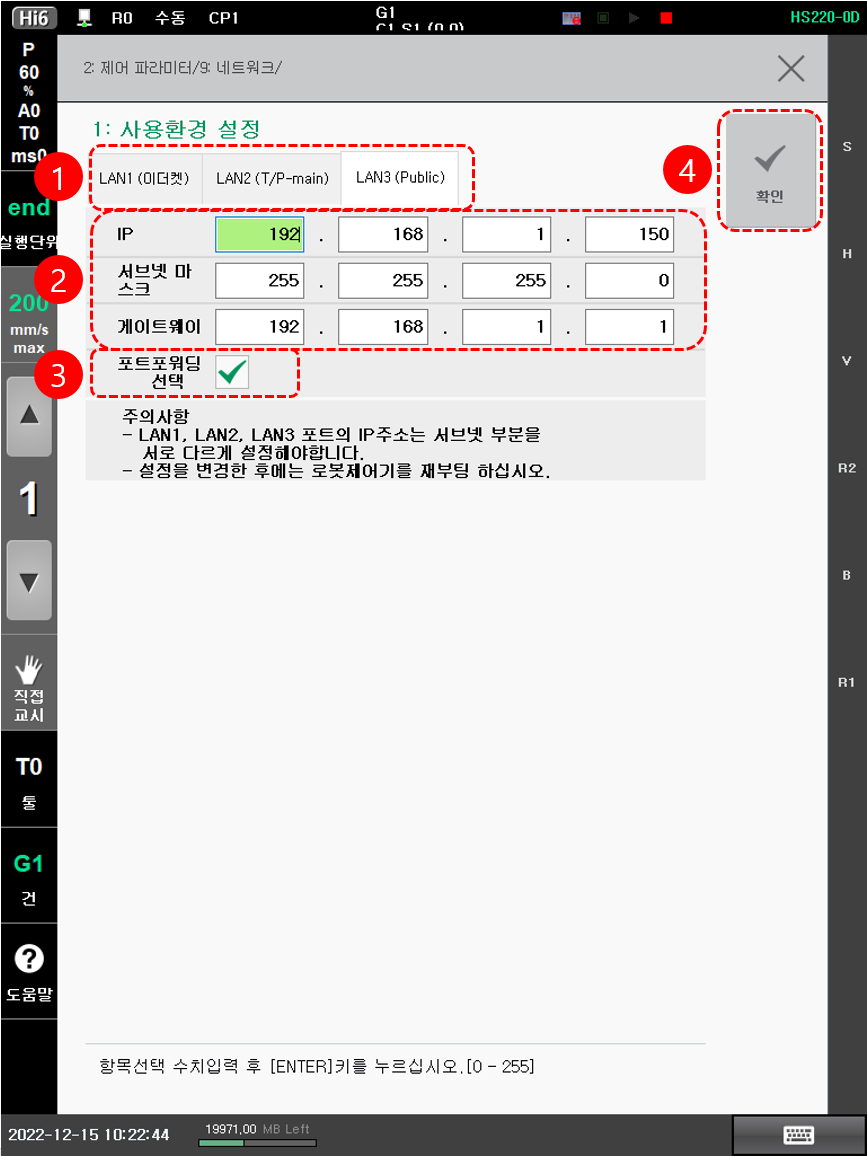 Hi6 R0 수동 CP1 G1 HS220-0D
P
60
%
A0
T0
ms0
2: 제어 파라미터/9: 네트워크/
1: 사용환경 설정
4
확인
1
LAN1 (이더켓) LAN2 (T/P-main) LAN3 (Public)
end
실행단위
2
IP 192 . 168 . 1 . 150
서브넷 마
스크 255 . 255 . 255 . 0
게이트웨이 192 . 168 . 1 . 1
200
mm/s
max
3
포트포워딩
선택
주의사항
- LAN1, LAN2, LAN3 포트의 IP주소는 서브넷 부분을
서로 다르게 설정해야합니다.
- 설정을 변경한 후에는 로봇제어기를 재부팅 하십시오.
1
직접
교시
T0
툴
G1
건
?
도움말
S
H
V
R2
B
R1
항목선택 수치입력 후 [ENTER]키를 누르십시오.[0 - 255]
2022-12-15 10:22:44 19971,00 MB Left